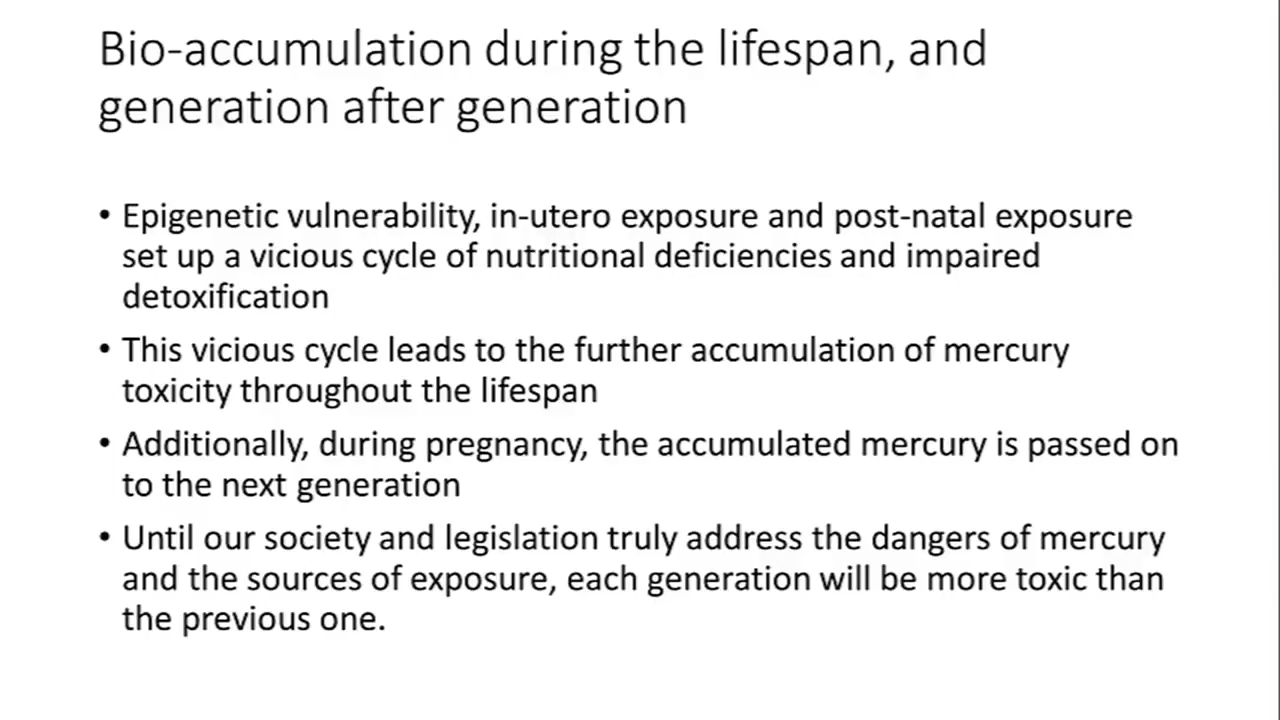 Bio-accumulation during the lifespan, and
generation after generation
• Epigenetic vulnerability, in-utero exposure and post-natal exposure
set up a vicious cycle of nutritional deficiencies and impaired
detoxification
• This vicious cycle leads to the further accumulation of mercury
toxicity throughout the lifespan
• Additionally, during pregnancy, the accumulated mercury is passed on
to the next generation
• Until our society and legislation truly address the dangers of mercury
and the sources of exposure, each generation will be more toxic than
the previous one.